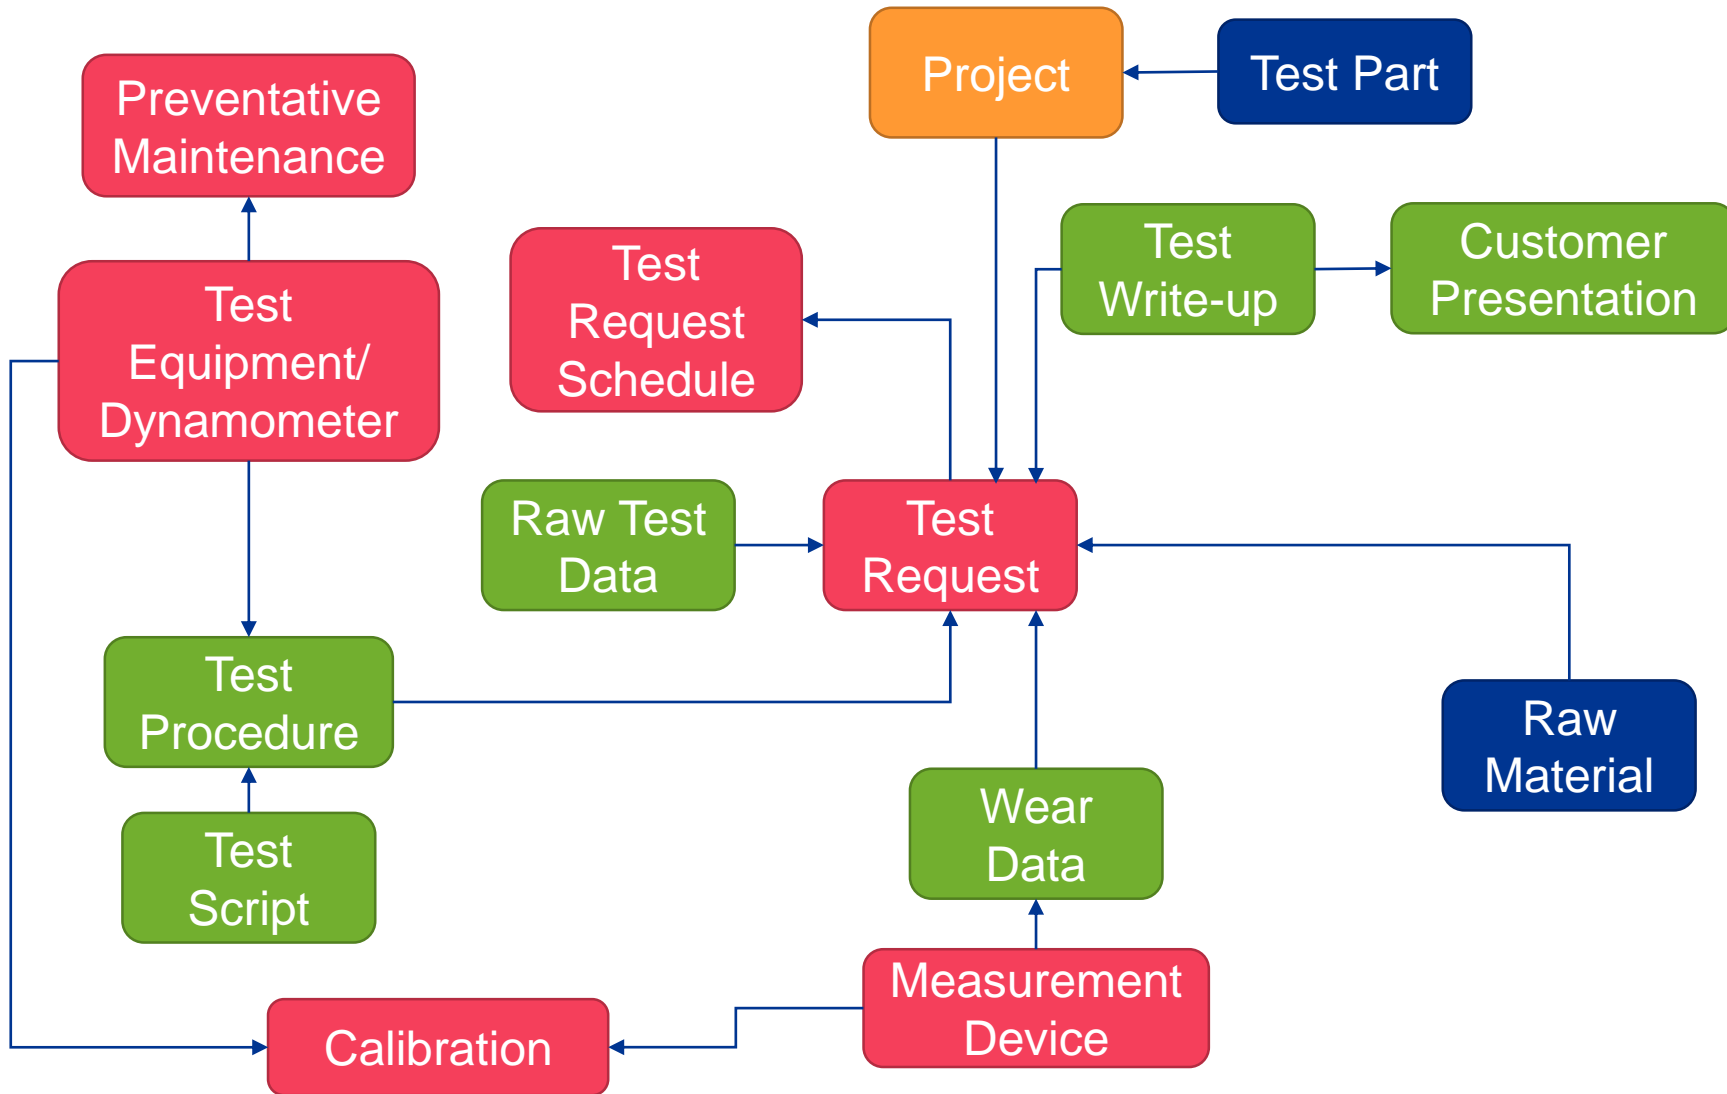 Project
Test Part
Preventative
Maintenance
Test
Write-up
Customer
Presentation
Test
Request
Schedule
Test
Equipment/
Dynamometer
Raw Test
Data
Test
Request
Test
Procedure
Raw
Material
Wear
Data
Test
Script
Measurement
Device
Calibration